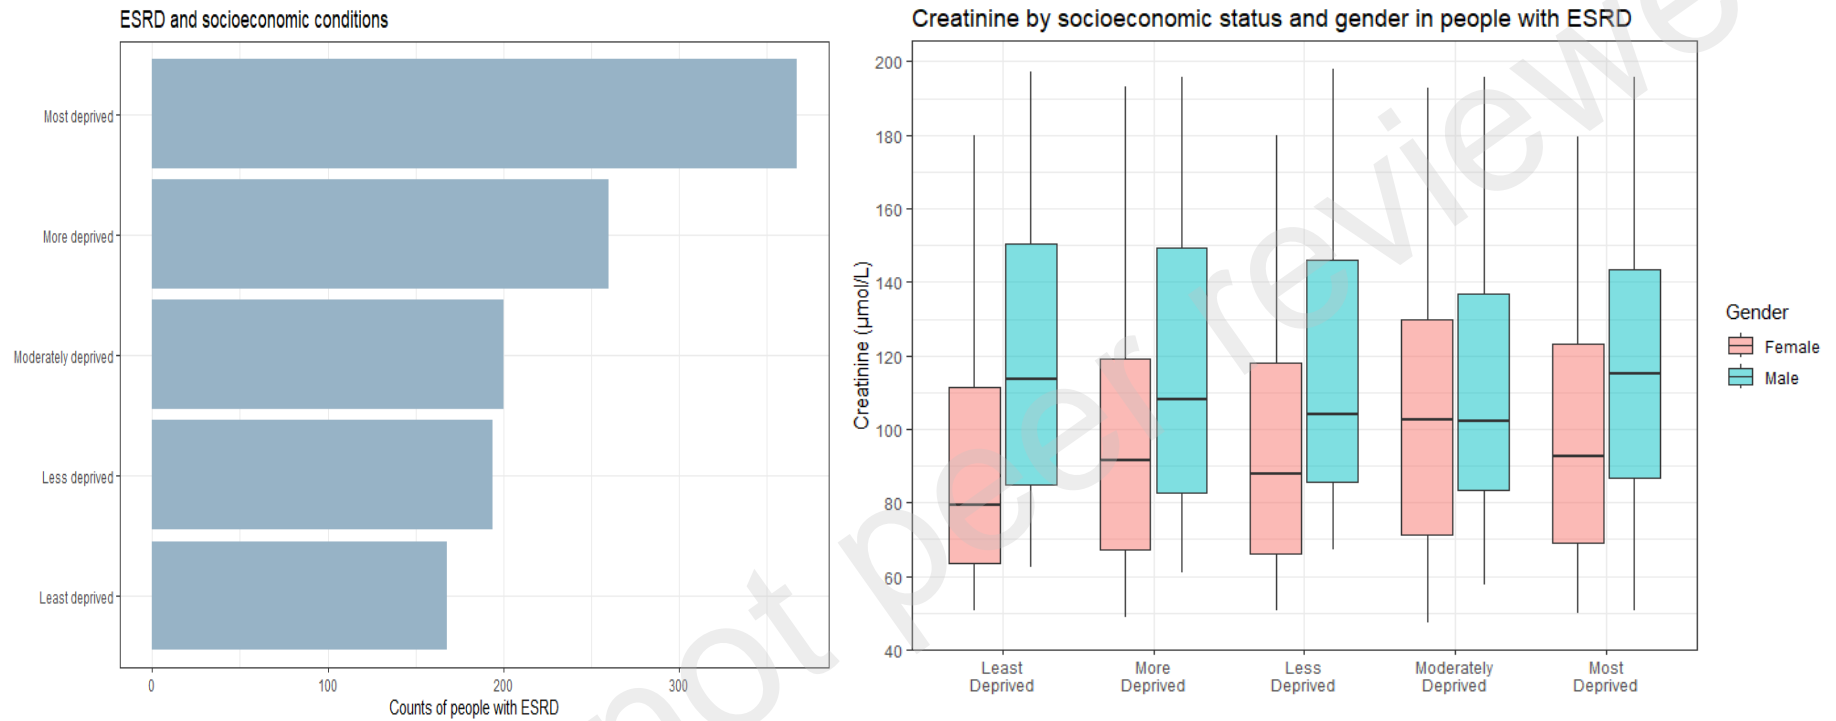 ESRD and socioeconomic conditions
Most deprived
More deprived
Moderately deprived
Less deprived
Least deprived
0
100
200
300
Counts of people with ESRD
Creatinine by socioeconomic status and gender in people with ESRD
Creatinine (µmol/L)
200
180
160
140
120
100
80
60
40
Least
Deprived
More
Deprived
Less
Deprived
Moderately
Deprived
Most
Deprived
Gender
Female
Male
not peer reviewe